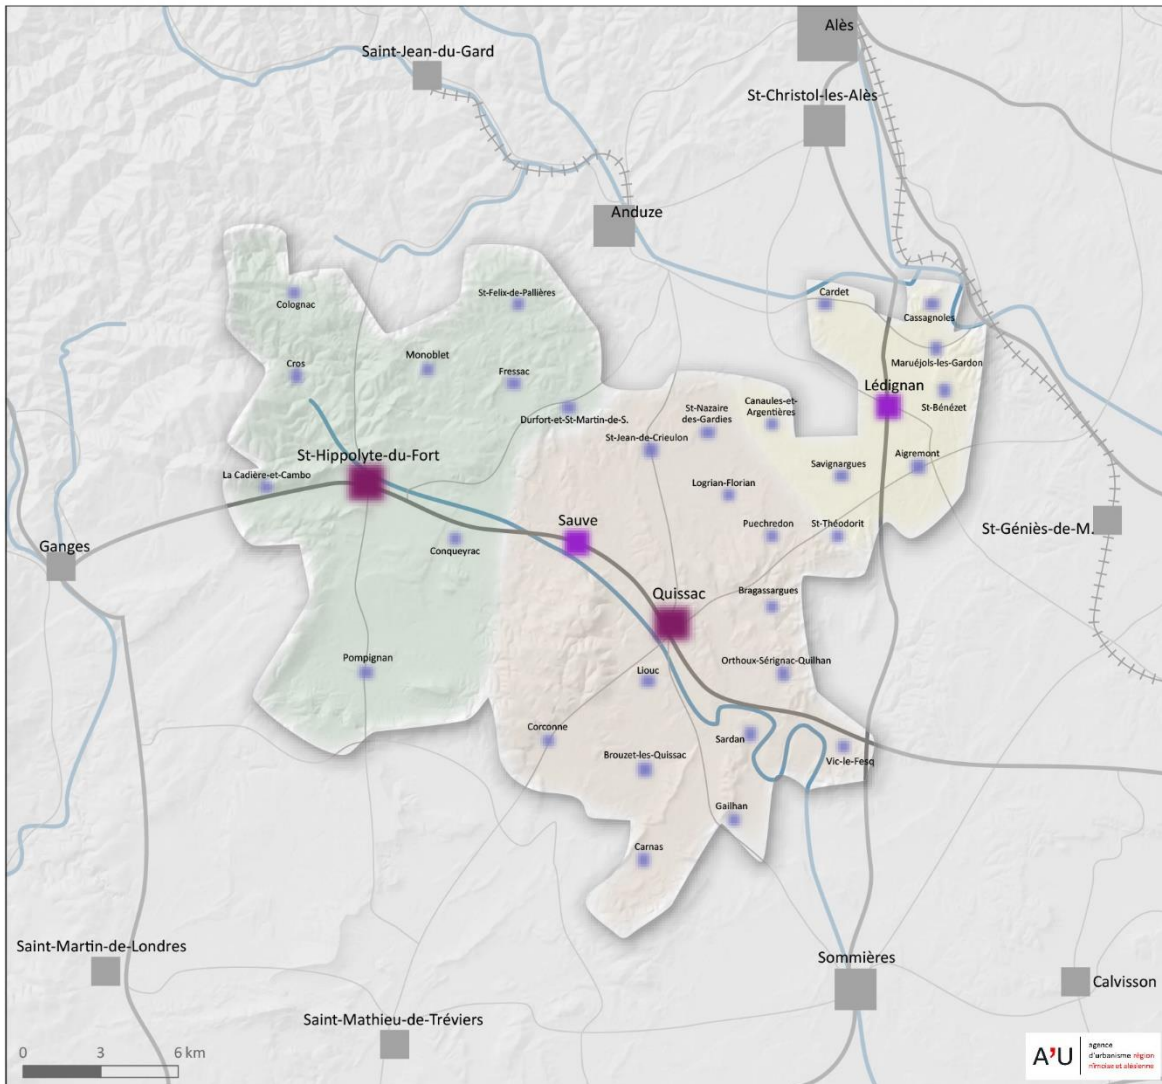 Alès
Saint-Jean-du-Gard
St-Christol-les-Alès
Anduze
Colognac
St-Felix-de-Pallières
Cardet
Cassagnoles
Monoblet
Cros
Fressac
Maruéjols-les-Gardon
Lédignan
St-Bénézet
Durfort-et-St-Martin-de-S.
St-Nazaire
des-Gardies
Canaules-et-
Argentières
St-Jean-de-Crieulon
St-Hippolyte-du-Fort
Aigremont
La Cadière-et-Cambo
Savignargues
Logrian-Florian
Sauve
Puechredon
St-Théodorit
St-Géniès-de-M.
Ganges
Conqueyrac
Quissac
Bragassargues
Pompignan
Liouc
Orthoux-Sérignac-Quilhan
Corconne
Sardan
Brouzet-les-Quissac
Vic-le-Fesq
Gailhan
Carnas
Saint-Martin-de-Londres
Sommières
Calvisson
Saint-Mathieu-de-Tréviers
0 3 6 km
A'U
agence
d'urbanisme région
nîmoise et alésienne